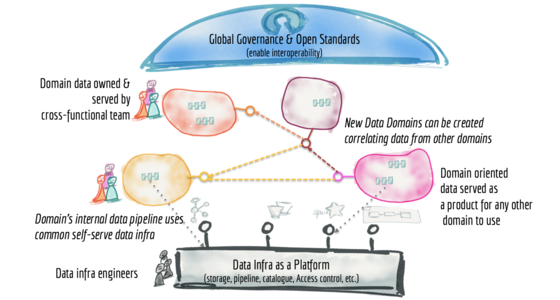 Global Governance & Open Standards
(enable interoperability)
Domain data owned &
served by
cross-functional team
New Data Domains can be created
correlating data from other domains
Domain oriented
data served as
a product for any other
domain to use
Domain's internal data pipeline uses
common self-serve data infra
Data infra engineers
Data Infra as a Platform
(storage, pipeline, catalogue, Access control, etc.)